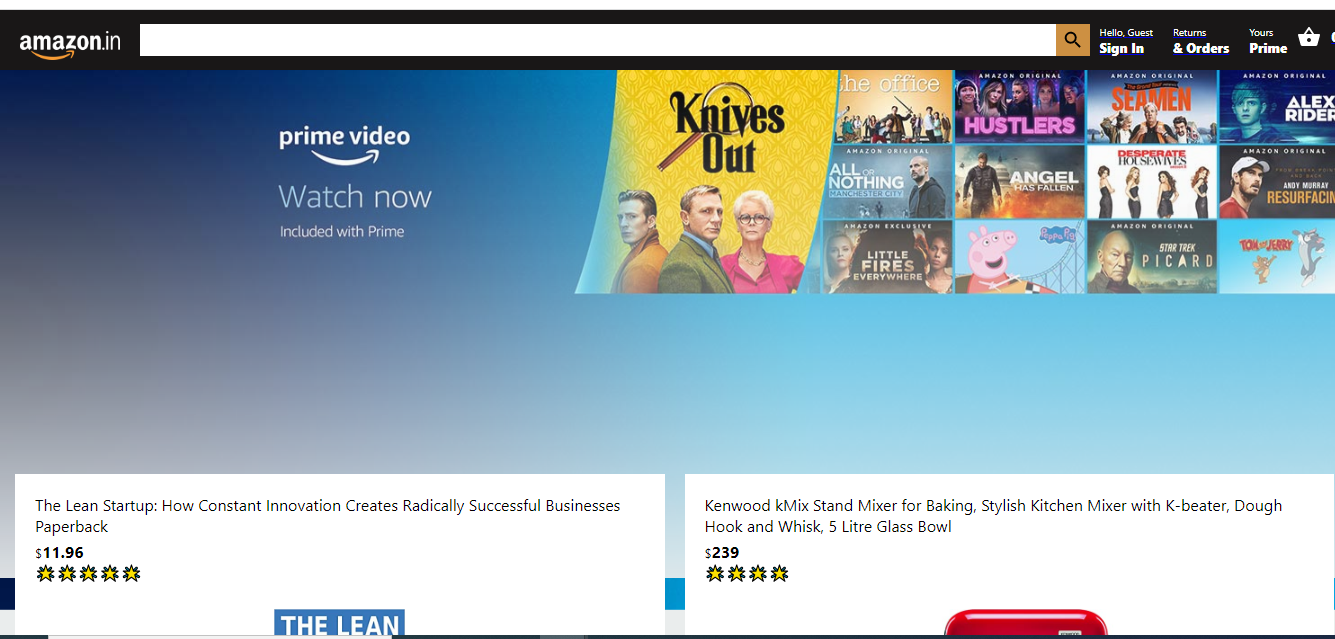 amazon.in
Hello, Guest
Sign In
Returns
& Orders
Yours
Prime
prime video
Watch now
Included with Prime
Knives
Out
the office
AMAZON ORIGINAL
HUSTLERS
AMAZON ORIGINAL
The Grand Tour
SEAMEN
AMAZON ORIGINAL
ALEX
RIDER
AMAZON ORIGINAL
ALL OR
NOTHING
MANCHESTER CITY
ANGEL
HAS FALLEN
DESPERATE
HOUSEWIVES
AMAZON ORIGINAL
ANDY MURRAY
RESURFACIN
AMAZON EXCLUSIVE
LITTLE
FIRES
EVERYWHERE
Peppa Pig
AMAZON ORIGINAL
STAR TREK
PICARD
TOM AND JERRY
The Lean Startup: How Constant Innovation Creates Radically Successful Businesses
Paperback
$11.96
Kenwood kMix Stand Mixer for Baking, Stylish Kitchen Mixer with K-beater, Dough
Hook and Whisk, 5 Litre Glass Bowl
$239
THE LEAN